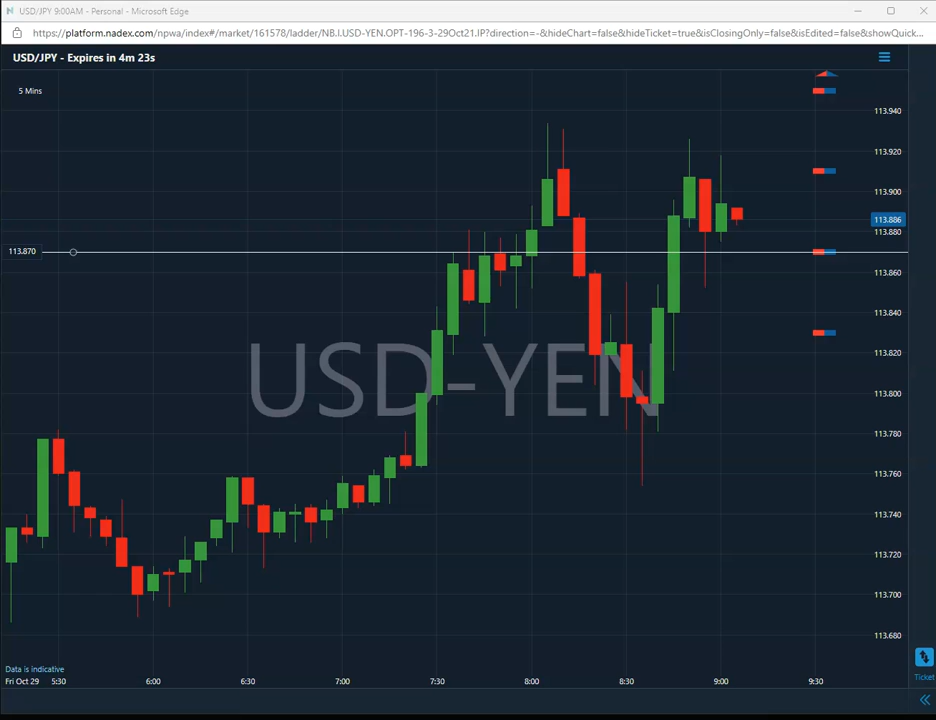 USD/JPY 9:00AM - Personal - Microsoft Edge
https://platform.nadex.com/npwa/index#/market/161578/ladder/NB.I.USD-YEN.OPT-196-3-29Oct21.IP?direction=-&hideChart=false&hideTicket=true&isClosingOnly=false&isEdited=false&showQuick...
USD/JPY - Expires in 4m 23s
5 Mins
113.940
113.920
113.900
113.886
113.880
113.870
113.860
113.840
113.820
113.800
113.780
113.760
113.740
113.720
113.700
113.680
USD-YEN
Data is indicative
Ticket
Fri Oct 29 5:30 6:00 6:30 7:00 7:30 8:00 8:30 9:00 9:30